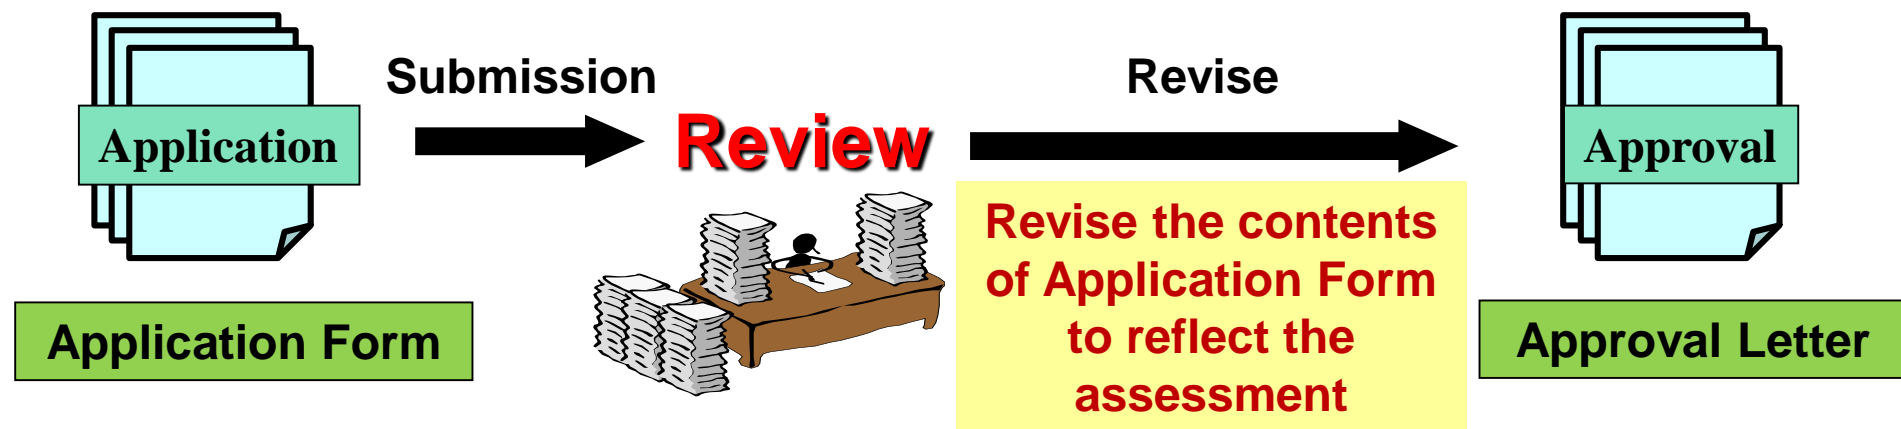 Application
Submission
Review
Revise
Approval
Revise the contents
of Application Form
to reflect the
assessment
Application Form
Approval Letter